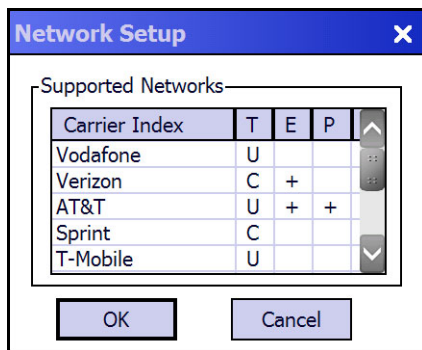 Network Setup
Supported Networks
Carrier Index T E P
Vodafone U
Verizon C +
AT&T U + +
Sprint C
T-Mobile U
OK Cancel